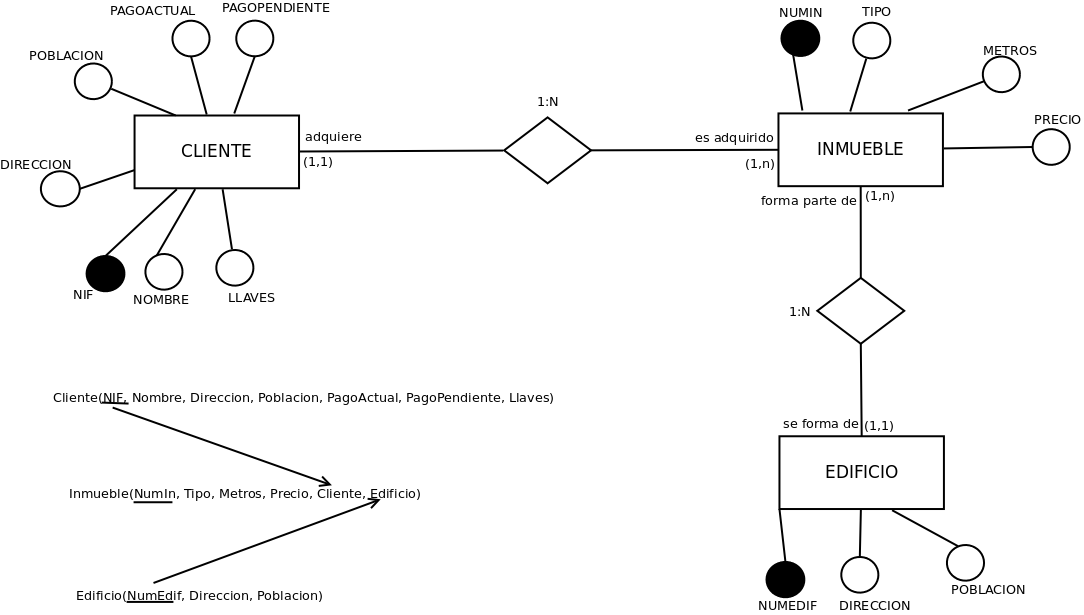 PAGOACTUAL
PAGOPENDIENTE
POBLACION
DIRECCION
CLIENTE
NIF
NOMBRE
LLAVES
adquiere
(1,1)
1:N
es adquirido
(1,n)
NUMIN
TIPO
METROS
PRECIO
INMUEBLE
forma parte de
(1,n)
1:N
se forma de
(1,1)
EDIFICIO
NUMEDIF
DIRECCION
POBLACION
Cliente(NIF, Nombre, Direccion, Poblacion, PagoActual, PagoPendiente, Llaves)
Inmueble(NumIn, Tipo, Metros, Precio, Cliente, Edificio)
Edificio(NumEdif, Direccion, Poblacion)